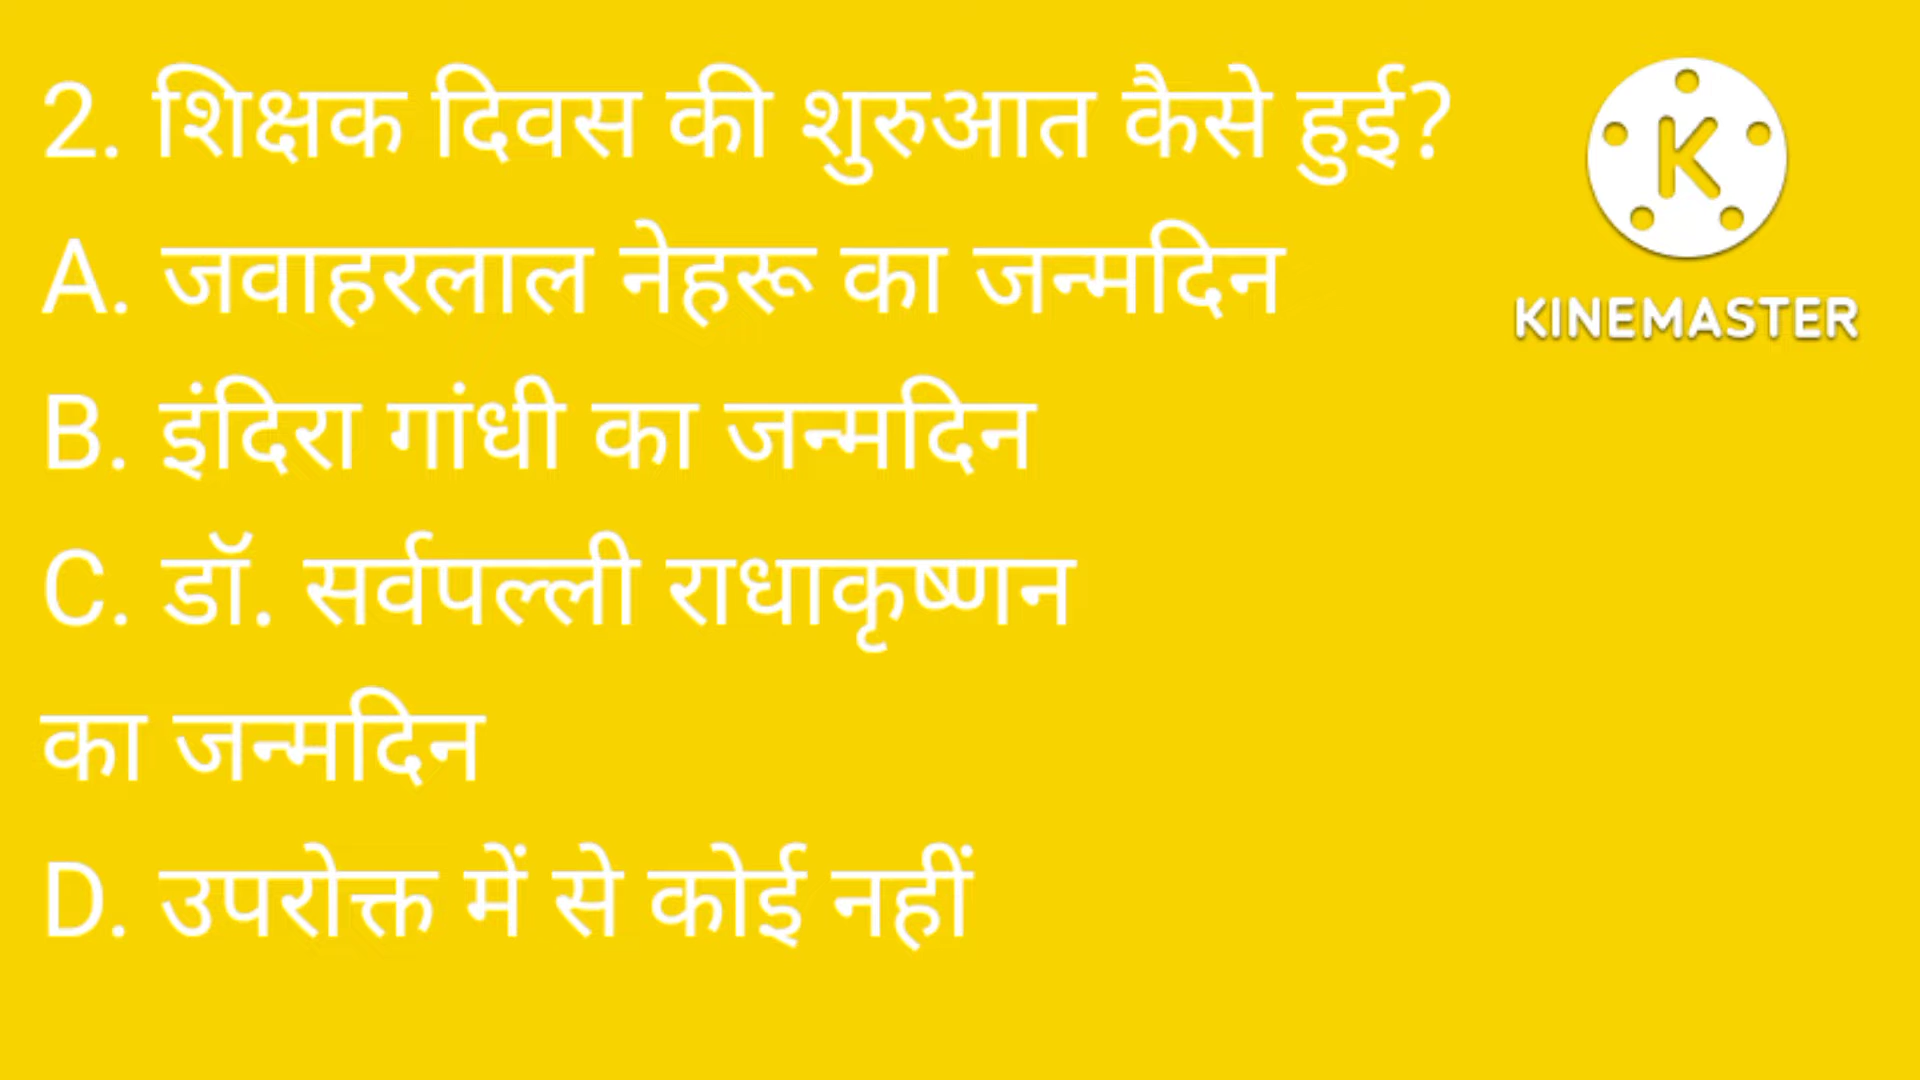 2. शिक्षक दिवस की शुरुआत कैसे हुई?
A. जवाहरलाल नेहरू का जन्मदिन
B. इंदिरा गांधी का जन्मदिन
C. डॉ. सर्वपल्ली राधाकृष्णन
का जन्मदिन
D. उपरोक्त में से कोई नहीं
K
KINEMASTER